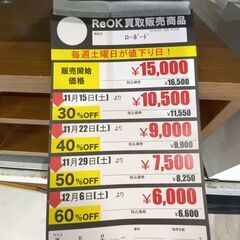 ReOK買取販売商品
ローボード
毎週土曜日が値下り日!
販売開始価格 ¥15,000
税込価格 ¥16,500
11月15日(土)より ¥10,500
30%OFF 税込価格 ¥11,550
11月22日(土)より ¥9,000
40%OFF 税込価格 ¥9,900
11月29日(土)より ¥7,500
50%OFF 税込価格 ¥8,250
12月6日(土)より ¥6,000
60%OFF 税込価格 ¥6,600
W D H